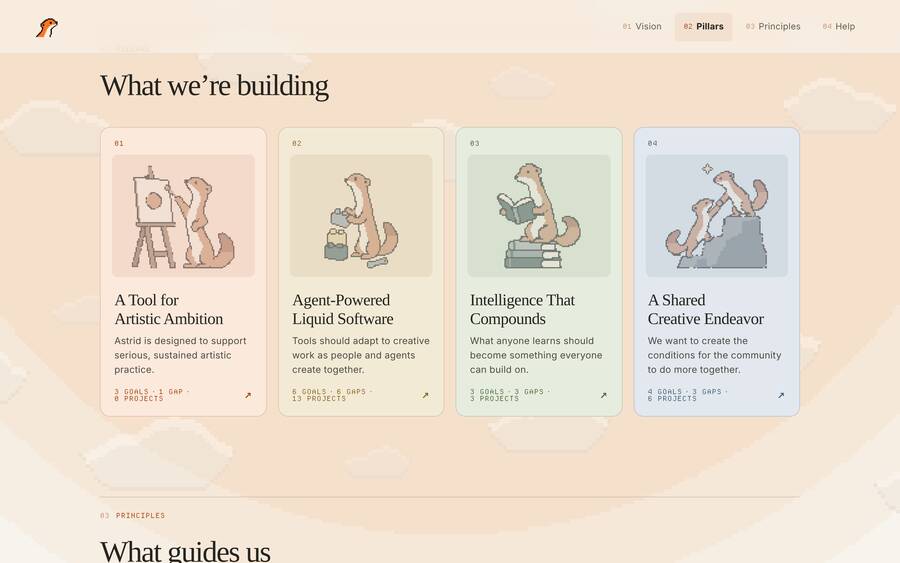 01 Vision
02 Pillars
03 Principles
04 Help
What we’re building
01
A Tool for
Artistic Ambition
Astrid is designed to support
serious, sustained artistic
practice.
3 GOALS · 1 GAP ·
0 PROJECTS
↗
02
Agent-Powered
Liquid Software
Tools should adapt to creative
work as people and agents
create together.
6 GOALS · 6 GAPS ·
13 PROJECTS
↗
03
Intelligence That
Compounds
What anyone learns should
become something everyone
can build on.
3 GOALS · 3 GAPS ·
3 PROJECTS
↗
04
A Shared
Creative Endeavor
We want to create the
conditions for the community
to do more together.
4 GOALS · 3 GAPS ·
6 PROJECTS
↗
03 PRINCIPLES
What guides us